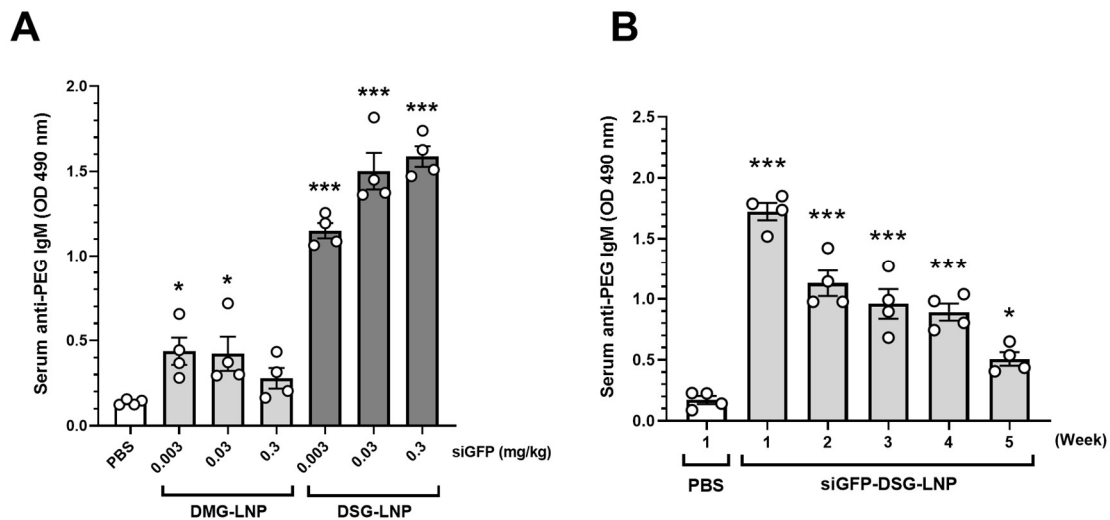 A
Serum anti-PEG IgM (OD 490 nm)
2.0
1.5
1.0
0.5
0.0
*
*
***
***
***
PBS
0.003
0.03
0.3
0.003
0.03
0.3
siGFP (mg/kg)
DMG-LNP
DSG-LNP
B
Serum anti-PEG IgM (OD 490 nm)
2.5
2.0
1.5
1.0
0.5
0.0
***
***
***
***
*
1 1 2 3 4 5 (Week)
PBS
siGFP-DSG-LNP